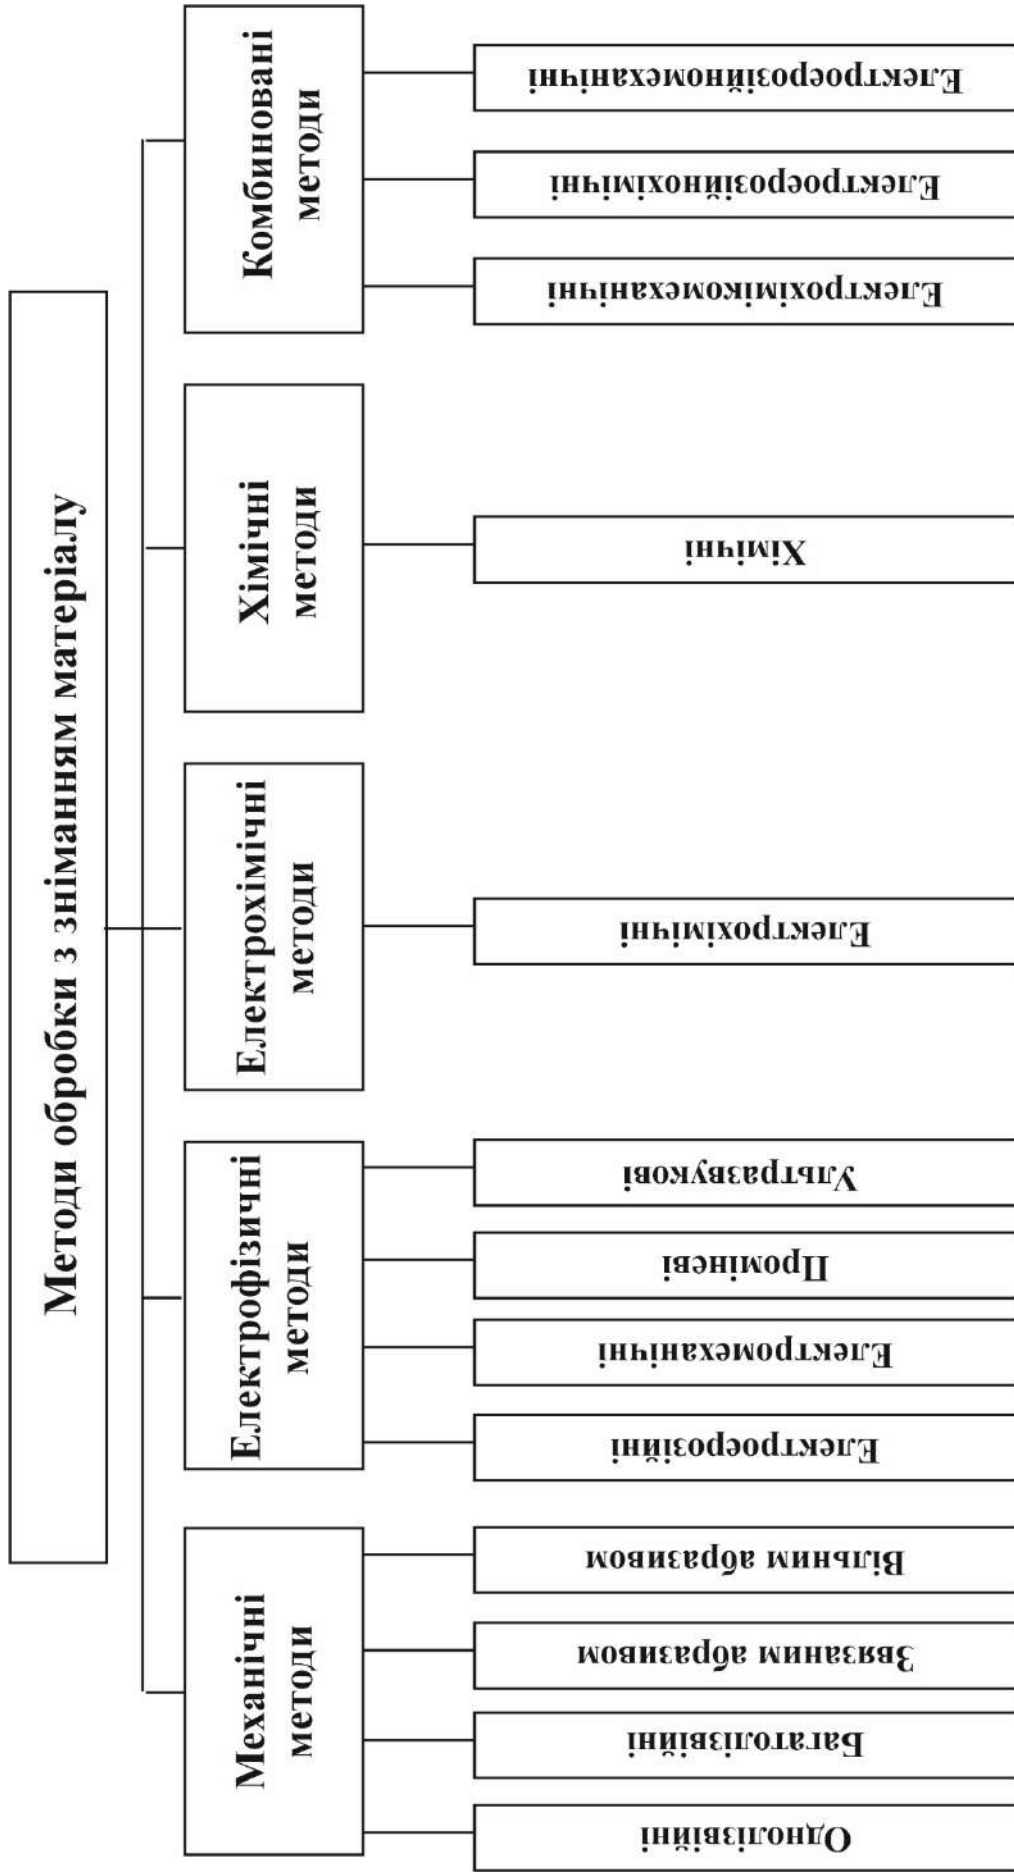 Методи обробки з зніманням матеріалу
Механічні
методи
Електрофізичні
методи
Електрохімічні
методи
Хімічні
методи
Комбиновані
методи
Однолізвійні
Багатолізвійні
Звязаним абразивом
Вільним абразивом
Електроерозійні
Електромеханічні
Променеві
Ультразвукові
Електрохімічні
Хімічні
Електрохімікомеханічні
Електроерозійнохімічні
Електроерозійномеханічні